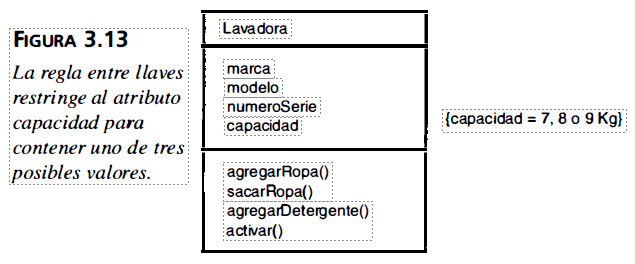 FIGURA 3.13
La regla entre llaves
restringe al atributo
capacidad para
contener uno de tres
posibles valores.
Lavadora
marca
modelo
numeroSerie
capacidad
agregarRopa()
sacarRopa()
agregarDetergente()
activar()
{capacidad = 7, 8 o 9 Kg}